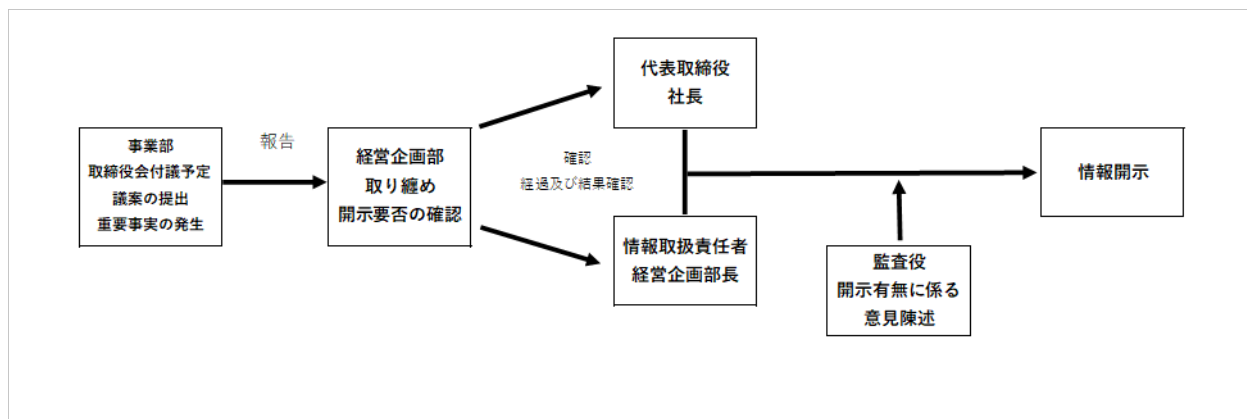 事業部
取締役会付議予定
議案の提出
重要事実の発生
報告
経営企画部
取り纏め
開示要否の確認
代表取締役
社長
確認
経過及び結果確認
情報取扱責任者
経営企画部長
監査役
開示有無に係る
意見陳述
情報開示